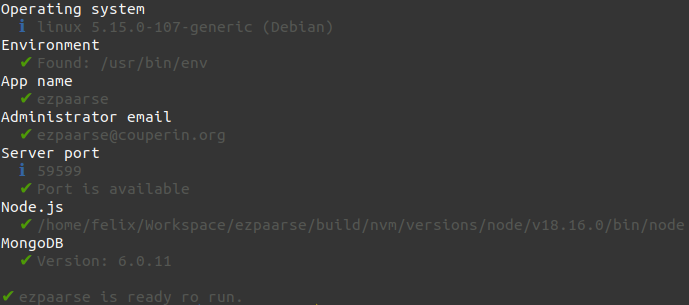 Operating system
ℹ linux 5.15.0-107-generic (Debian)
Environment
✔ Found: /usr/bin/env
App name
✔ ezpaarse
Administrator email
✔ ezpaarse@couperin.org
Server port
ℹ 59599
✔ Port is available
Node.js
✔ /home/felix/Workspace/ezpaarse/build/nvm/versions/node/v18.16.0/bin/node
MongoDB
✔ Version: 6.0.11
✔ ezpaarse is ready ro run.